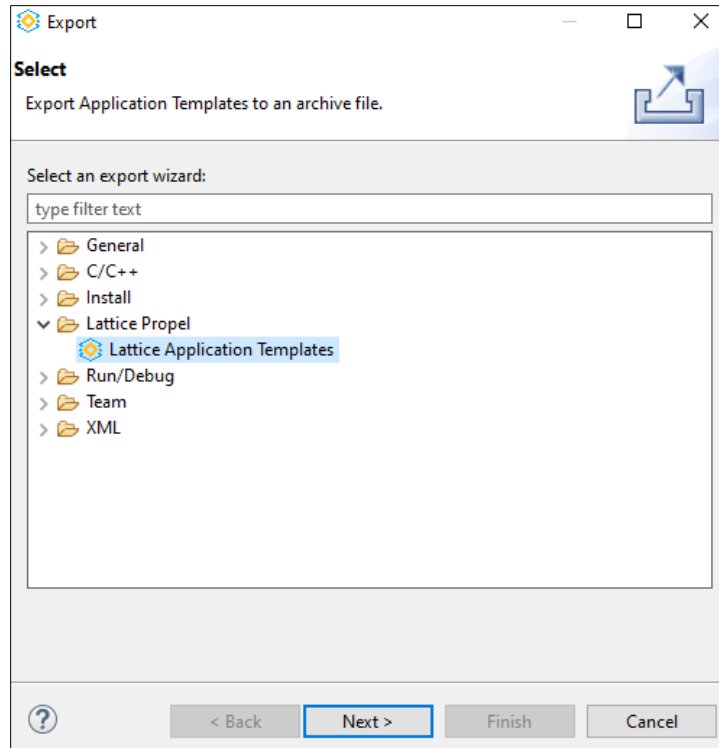 Export
Select
Export Application Templates to an archive file.
Select an export wizard:
type filter text
General
C/C++
Install
Lattice Propel
Lattice Application Templates
Run/Debug
Team
XML
?
< Back
Next >
Finish
Cancel